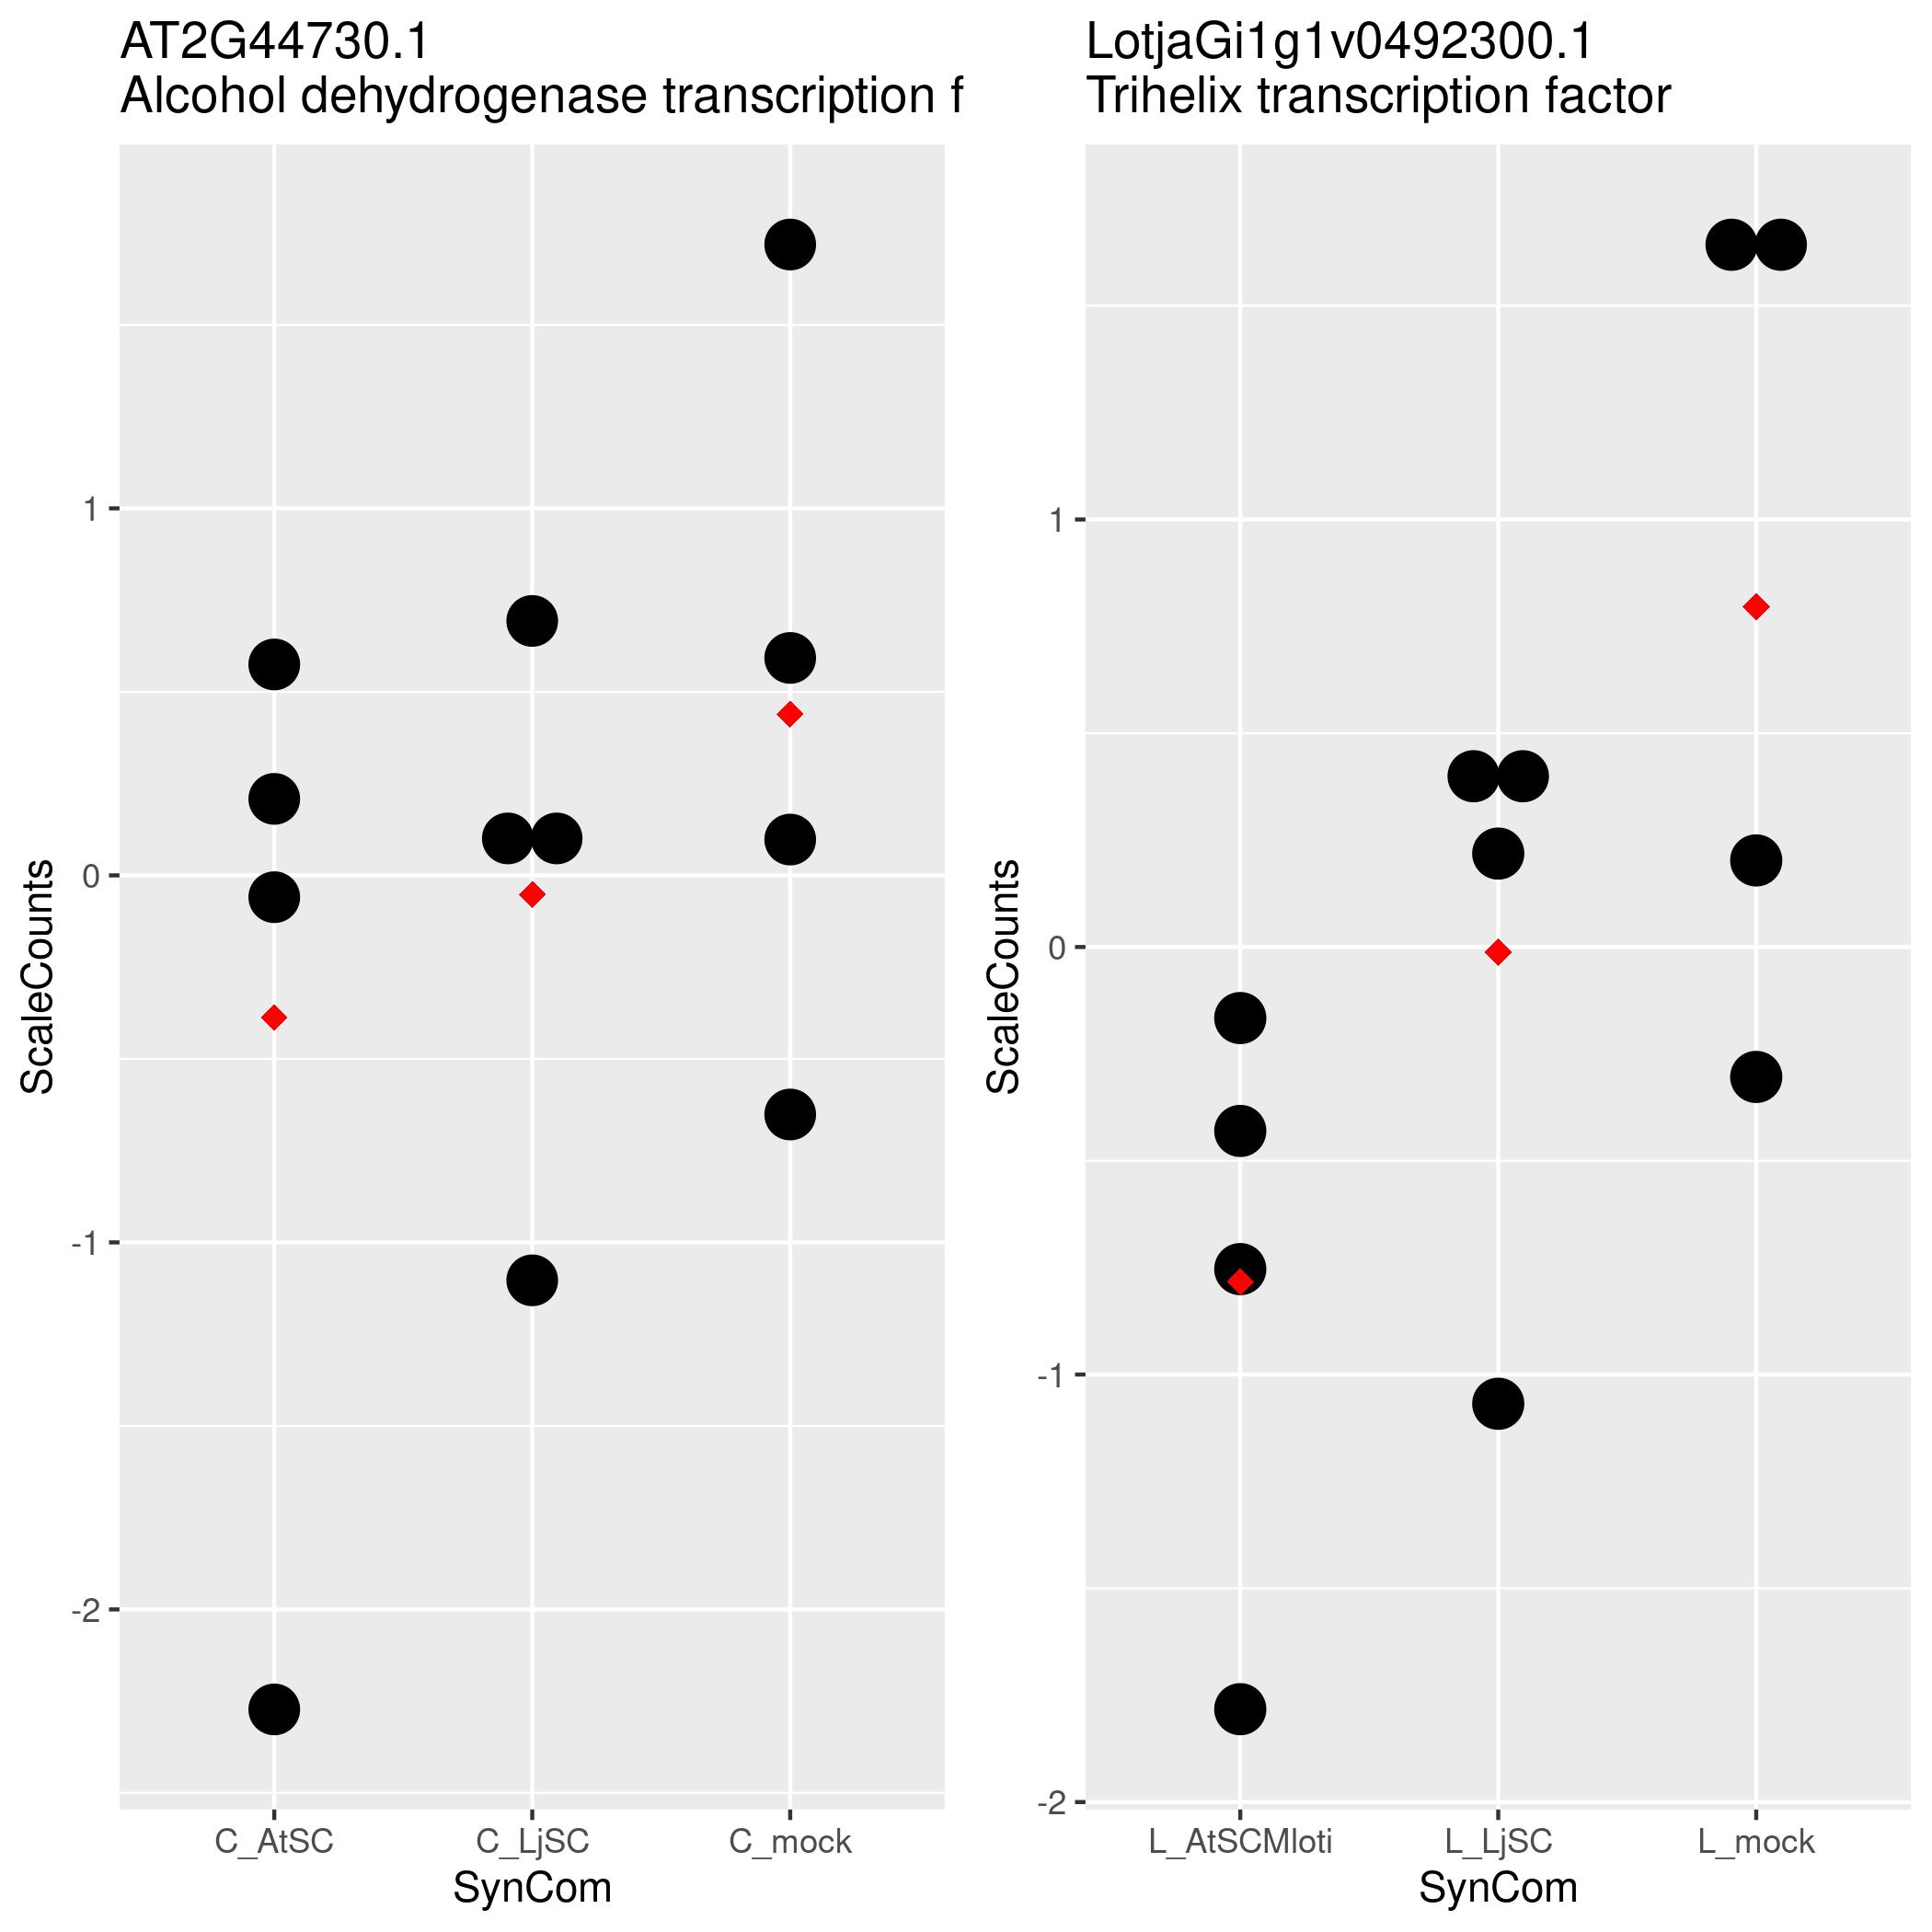 AT2G44730.1
Alcohol dehydrogenase transcription f
ScaleCounts
1
0
-1
-2
C_AtSC
C_LjSC
C_mock
SynCom
LotjaGi1g1v0492300.1
Trihelix transcription factor
ScaleCounts
1
0
-1
-2
L_AtSCMloti
L_LjSC
L_mock
SynCom